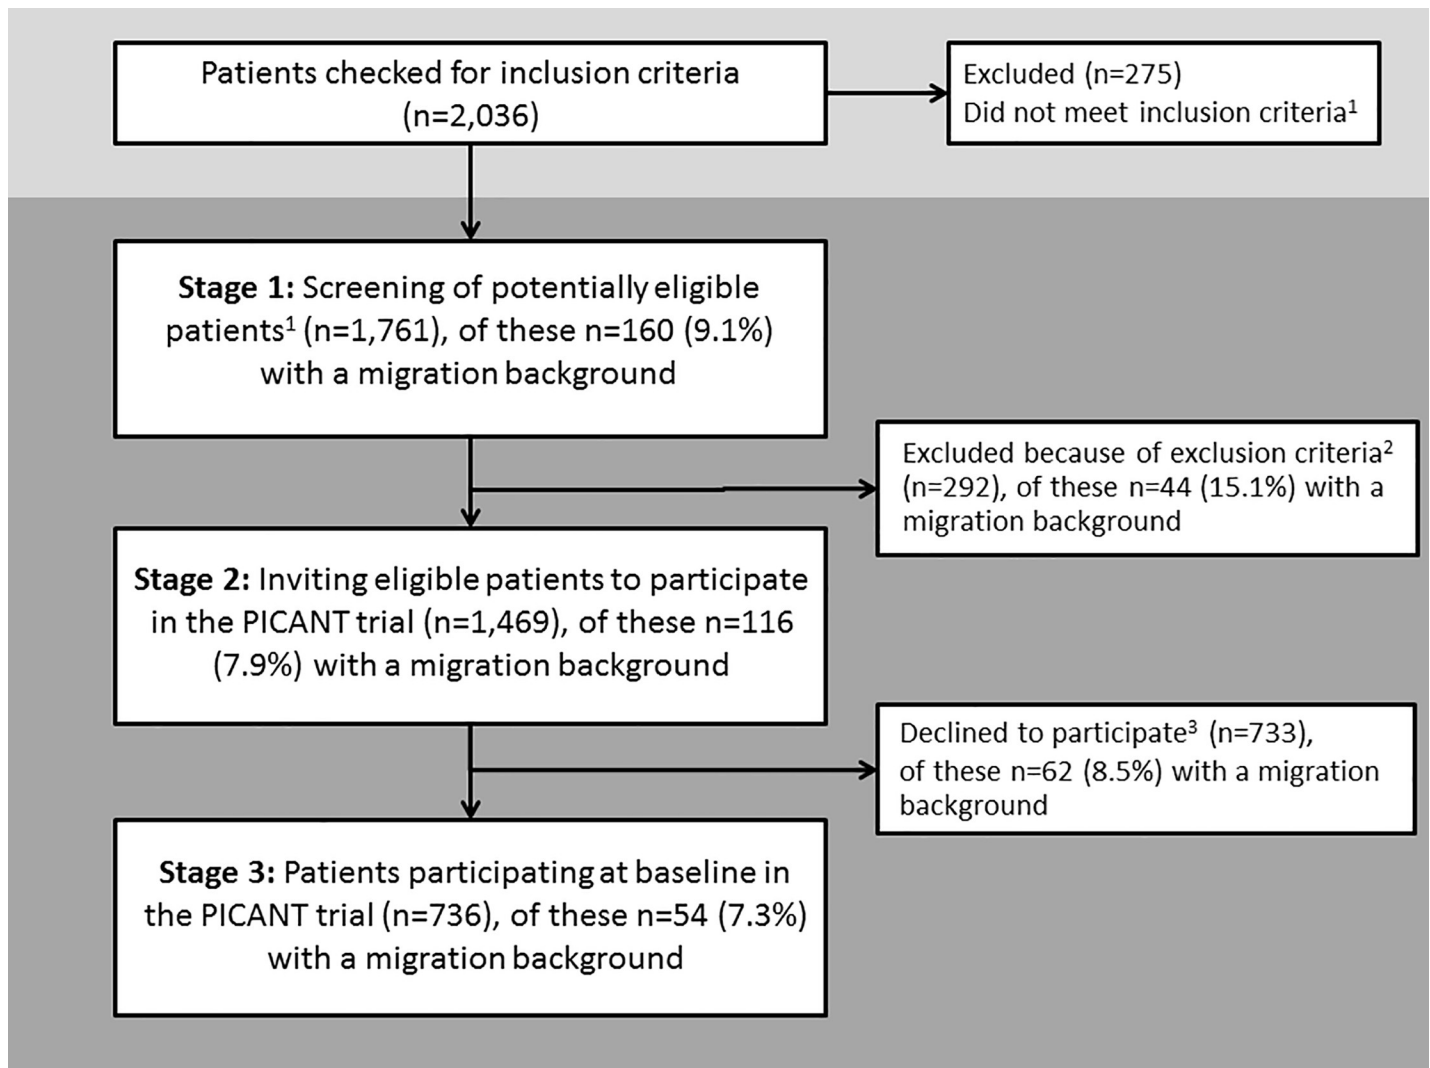 Patients checked for inclusion criteria
(n=2,036)
Excluded (n=275)
Did not meet inclusion criteria¹
Stage 1: Screening of potentially eligible
patients¹ (n=1,761), of these n=160 (9.1%)
with a migration background
Excluded because of exclusion criteria²
(n=292), of these n=44 (15.1%) with a
migration background
Stage 2: Inviting eligible patients to participate
in the PICANT trial (n=1,469), of these n=116
(7.9%) with a migration background
Declined to participate³ (n=733),
of these n=62 (8.5%) with a migration
background
Stage 3: Patients participating at baseline in
the PICANT trial (n=736), of these n=54 (7.3%)
with a migration background